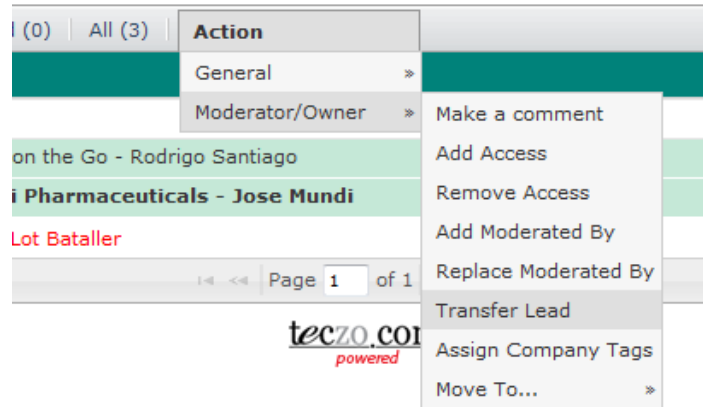 (0) All (3) Action
General »
Moderator/Owner »
Make a comment
on the Go - Rodrigo Santiago
Add Access
i Pharmaceuticals - Jose Mundi
Remove Access
Lot Bataller
Add Moderated By
Page 1 of 1
Replace Moderated By
Transfer Lead
teczo.com
powered
Assign Company Tags
Move To... »